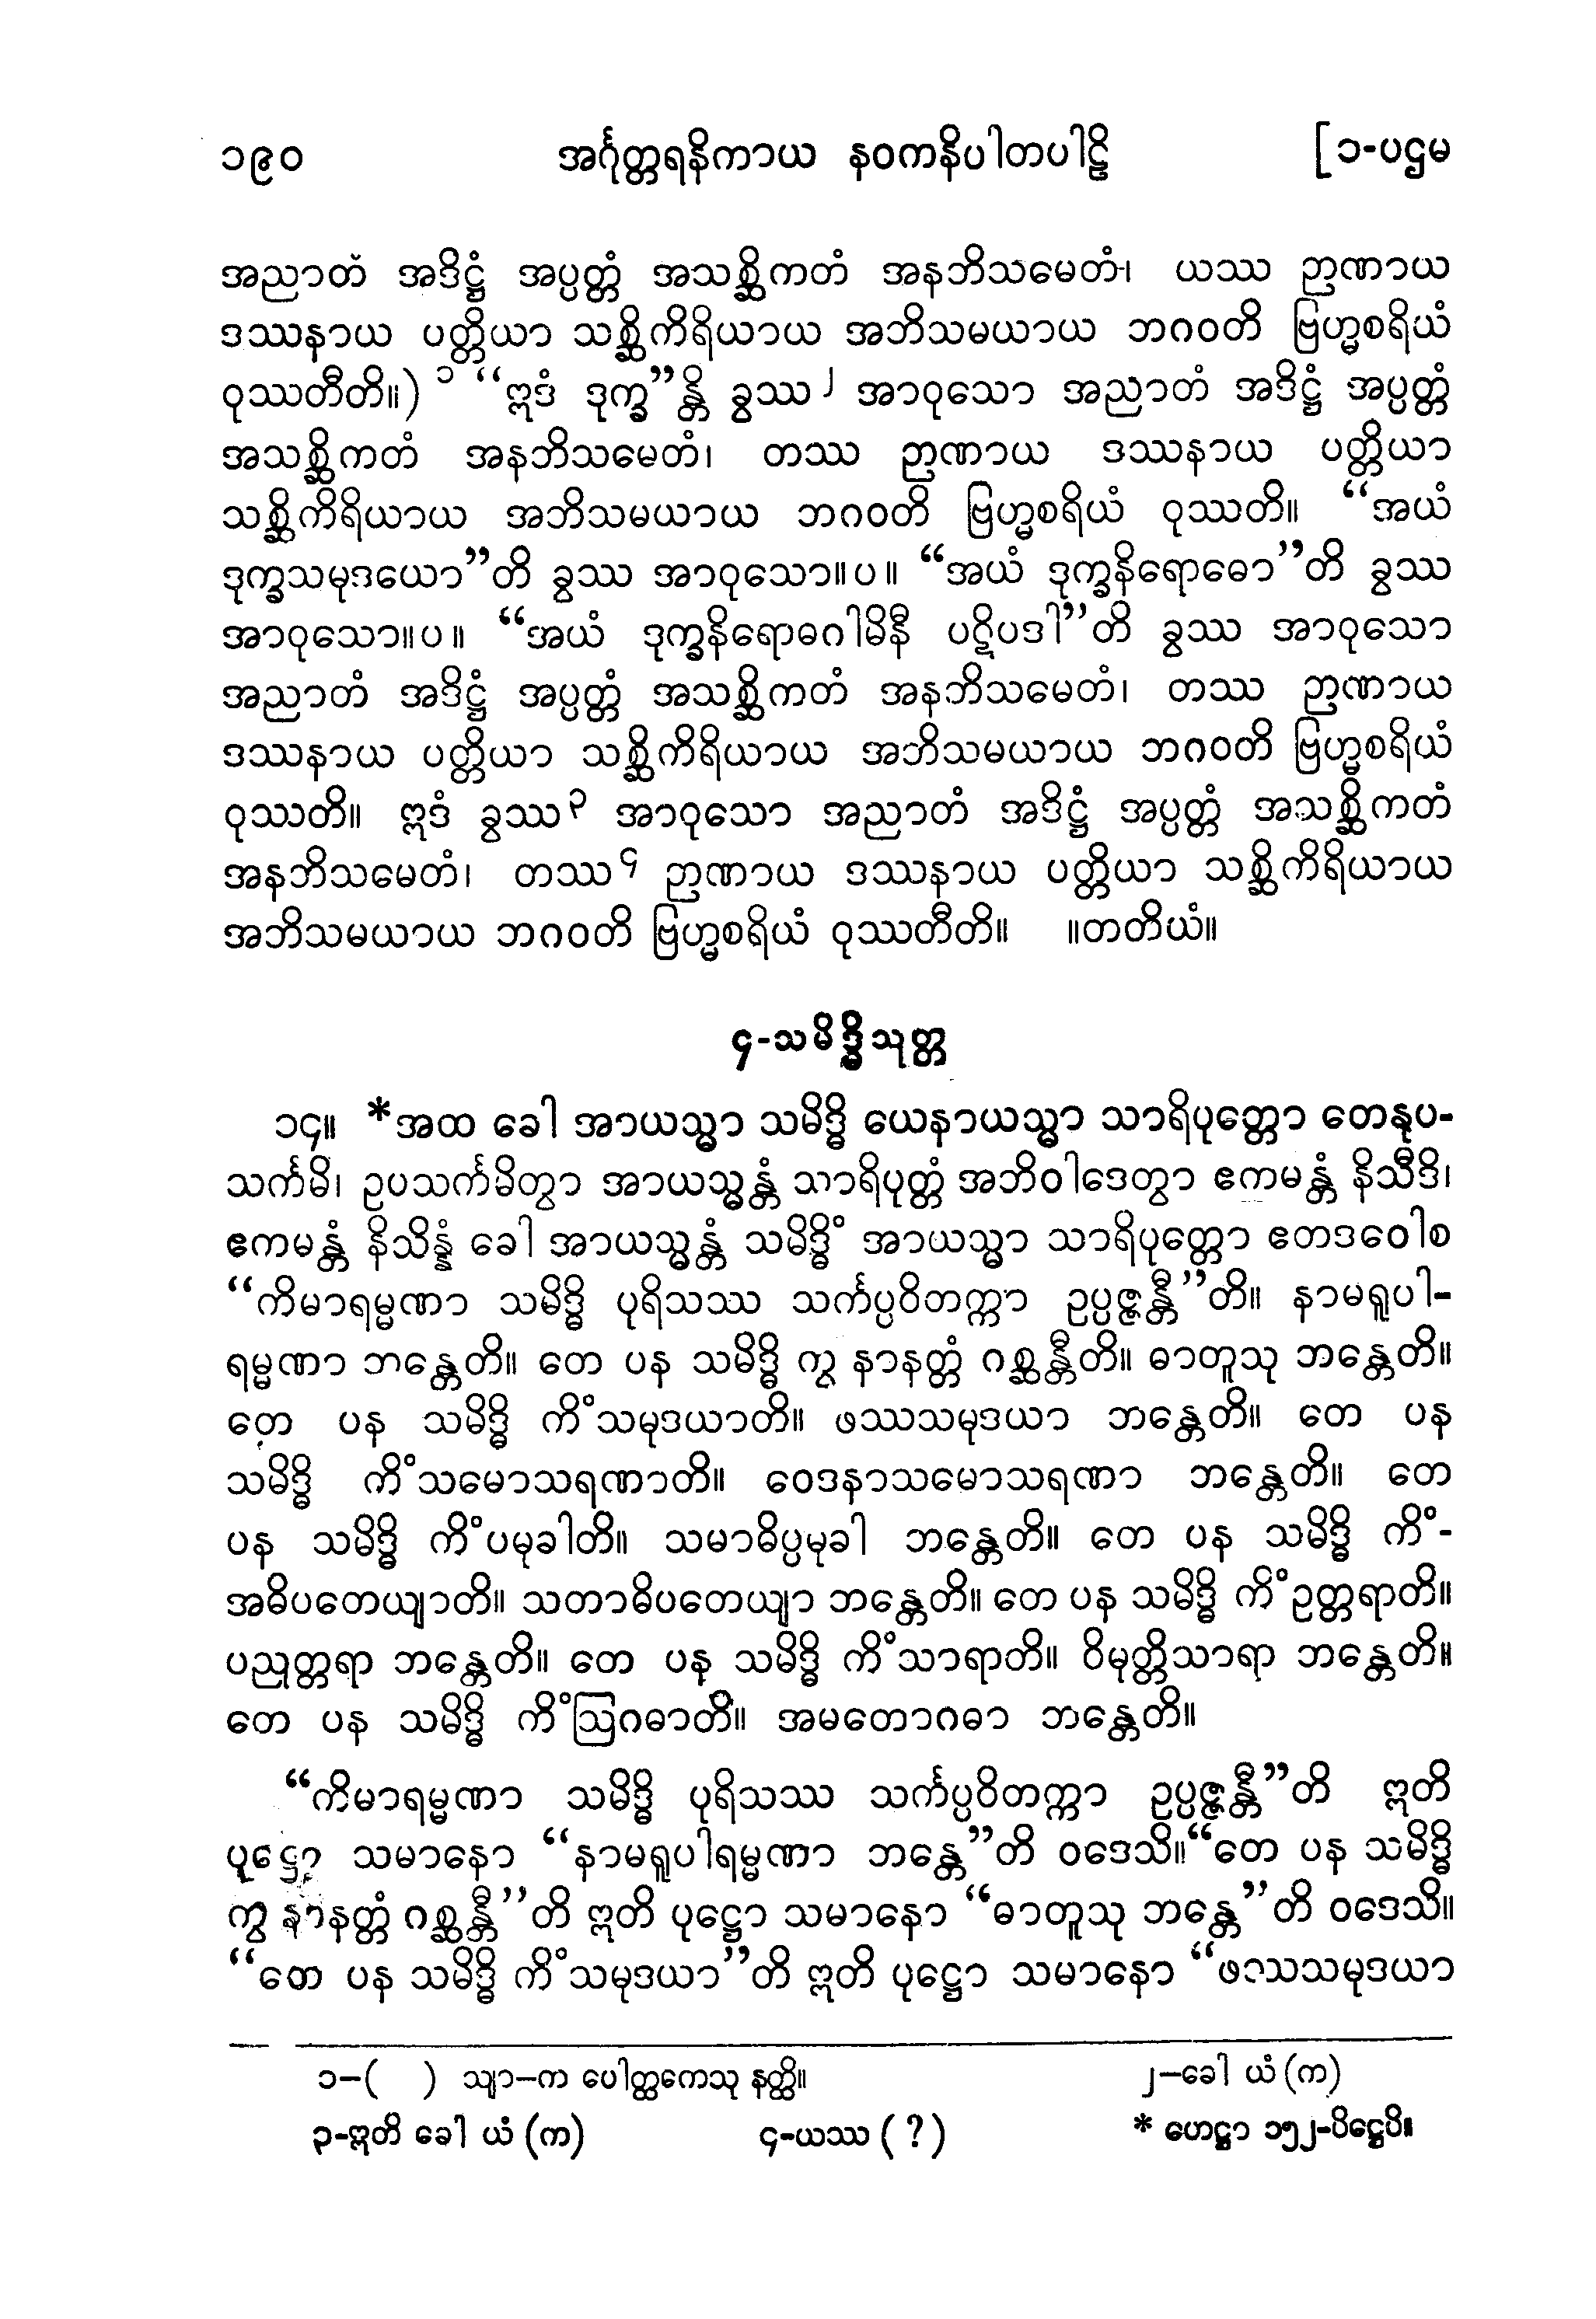 ၁၉၀ အင်္ဂုတ္တရနိကာယ နဝကနိပါတပါဠိ [၁-ပဌမ
အညာတံ အဒိဋ္ဌံ အပ္ပတ္တံ အသစ္ဆိကတံ အနဘိသမေတံ၊ ယဿ ဉာဏာယ
ဒဿနာယ ပတ္တိယာ သစ္ဆိကိရိယာယ အဘိသမယာယ ဘဂဝတိ ဗြဟ္မစရိယံ
ဝုဿတီတိ။) ၁ “ဣဒံ ဒုက္ခ”န္တိ ခွဿ ၂ အာဝုသော အညာတံ အဒိဋ္ဌံ အပ္ပတ္တံ
အသစ္ဆိကတံ အနဘိသမေတံ၊ တဿ ဉာဏာယ ဒဿနာယ ပတ္တိယာ
သစ္ဆိကိရိယာယ အဘိသမယာယ ဘဂဝတိ ဗြဟ္မစရိယံ ဝုဿတိ။ “အယံ
ဒုက္ခသမုဒယော”တိ ခွဿ အာဝုသော။ပ။ “အယံ ဒုက္ခနိရောဓော”တိ ခွဿ
အာဝုသော။ပ။ “အယံ ဒုက္ခနိရောဓဂါမိနီ ပဋိပဒါ”တိ ခွဿ အာဝုသော
အညာတံ အဒိဋ္ဌံ အပ္ပတ္တံ အသစ္ဆိကတံ အနဘိသမေတံ၊ တဿ ဉာဏာယ
ဒဿနာယ ပတ္တိယာ သစ္ဆိကိရိယာယ အဘိသမယာယ ဘဂဝတိ ဗြဟ္မစရိယံ
ဝုဿတိ။ ဣဒံ ခွဿ ၃ အာဝုသော အညာတံ အဒိဋ္ဌံ အပ္ပတ္တံ အသစ္ဆိကတံ
အနဘိသမေတံ၊ တဿ ၄ ဉာဏာယ ဒဿနာယ ပတ္တိယာ သစ္ဆိကိရိယာယ
အဘိသမယာယ ဘဂဝတိ ဗြဟ္မစရိယံ ဝုဿတီတိ။ ။တတိယံ။
၄-သမိဒ္ဓိသုတ္တ
၁၄။ *အထ ခေါ အာယသ္မာ သမိဒ္ဓိ ယေနာယသ္မာ သာရိပုတ္တော တေနုပ-
သင်္ကမိ၊ ဥပသင်္ကမိတွာ အာယသ္မန္တံ သာရိပုတ္တံ အဘိဝါဒေတွာ ဧကမန္တံ နိသီဒိ၊
ဧကမန္တံ နိသိန္နံ ခေါ အာယသ္မန္တံ သမိဒ္ဓိံ အာယသ္မာ သာရိပုတ္တော ဧတဒဝေါစ
“ကိမာရမ္မဏာ သမိဒ္ဓိ ပုရိသဿ သင်္ကပ္ပဝိတက္ကာ ဥပ္ပဇ္ဇန္တီ”တိ။ နာမရူပါ-
ရမ္မဏာ ဘန္တေတိ။ တေ ပန သမိဒ္ဓိ ကွ နာနတ္တံ ဂစ္ဆန္တီတိ။ ဓာတူသု ဘန္တေတိ။
တေ ပန သမိဒ္ဓိ ကိံသမုဒယာတိ။ ဖဿသမုဒယာ ဘန္တေတိ။ တေ ပန
သမိဒ္ဓိ ကိံသမောသရဏာတိ။ ဝေဒနာသမောသရဏာ ဘန္တေတိ။ တေ
ပန သမိဒ္ဓိ ကိံပမုခါတိ။ သမာဓိပ္ပမုခါ ဘန္တေတိ။ တေ ပန သမိဒ္ဓိ ကိံ-
အဓိပတေယျာတိ။ သတာဓိပတေယျာ ဘန္တေတိ။ တေ ပန သမိဒ္ဓိ ကိံဥတ္တရာတိ။
ပညုတ္တရာ ဘန္တေတိ။ တေ ပန သမိဒ္ဓိ ကိံသာရာတိ။ ဝိမုတ္တိသာရာ ဘန္တေတိ။
တေ ပန သမိဒ္ဓိ ကိံဩဂဓာတိ။ အမတောဂဓာ ဘန္တေတိ။
“ကိမာရမ္မဏာ သမိဒ္ဓိ ပုရိသဿ သင်္ကပ္ပဝိတက္ကာ ဥပ္ပဇ္ဇန္တီ”တိ ဣတိ
ပုဋ္ဌော သမာနော “နာမရူပါရမ္မဏာ ဘန္တေ”တိ ဝဒေသိ။“တေ ပန သမိဒ္ဓိ
ကွ နာနတ္တံ ဂစ္ဆန္တီ”တိ ဣတိ ပုဋ္ဌော သမာနော “ဓာတူသု ဘန္တေ”တိ ဝဒေသိ။
“တေ ပန သမိဒ္ဓိ ကိံသမုဒယာ”တိ ဣတိ ပုဋ္ဌော သမာနော “ဖဿသမုဒယာ
၁–( ) သျာ–က ပေါတ္ထကေသု နတ္ထိ။ ၂–ခေါ ယံ (က)
၃-ဣတိ ခေါ ယံ (က) ၄-ယဿ (?) * ဟေဋ္ဌာ ၁၅၂-ပိဋ္ဌေပိ။